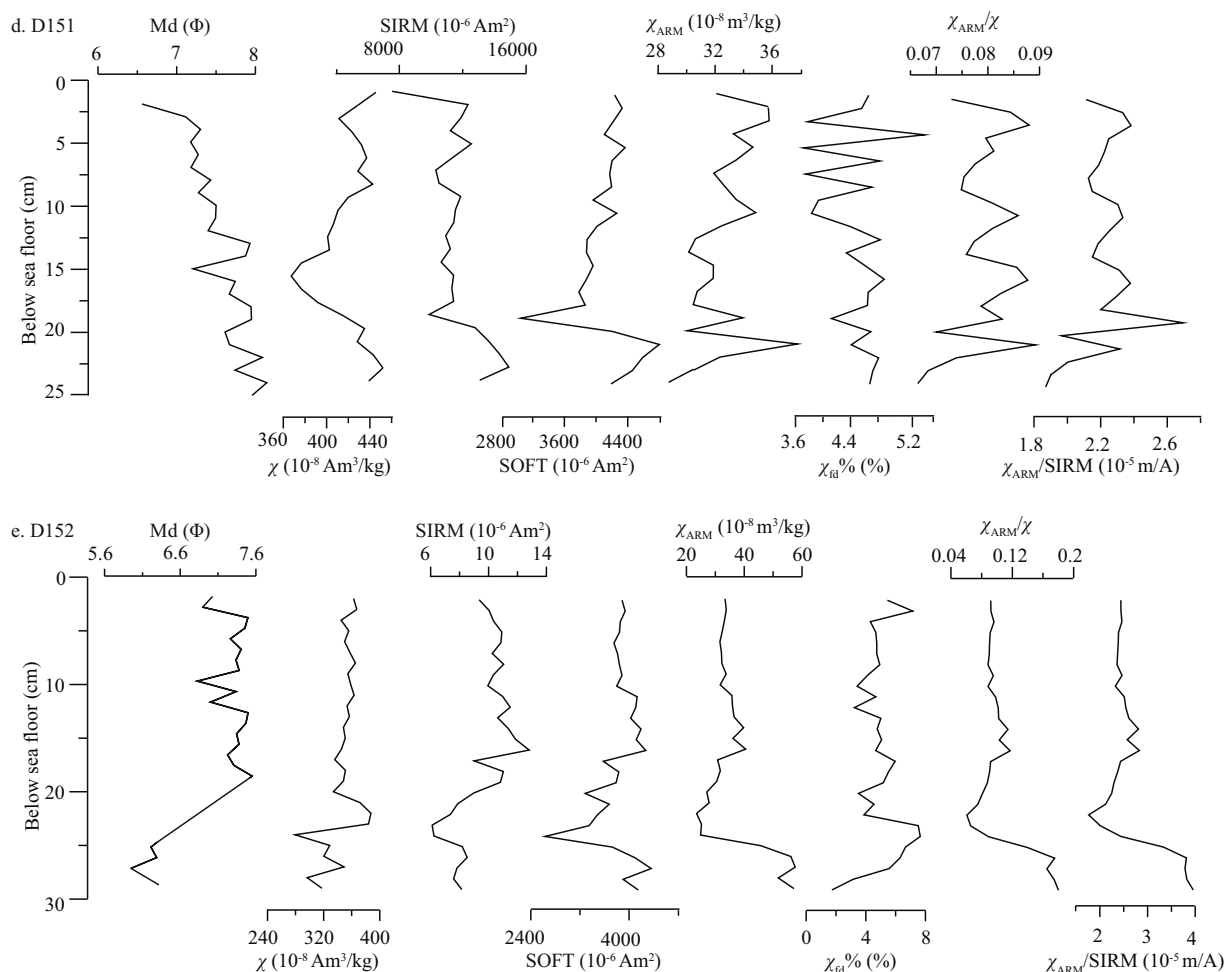 d. D151
Md (Φ)
6 7 8
SIRM (10⁻⁶ Am²)
8000 16000
χARM (10⁻⁸ m³/kg)
28 32 36
χARM/χ
0.07 0.08 0.09
Below sea floor (cm)
0
5
10
15
20
25
360 400 440
χ (10⁻⁸ Am³/kg)
2800 3600 4400
SOFT (10⁻⁶ Am²)
3.6 4.4 5.2
χfd% (%)
1.8 2.2 2.6
χARM/SIRM (10⁻⁵ m/A)
e. D152
Md (Φ)
5.6 6.6 7.6
SIRM (10⁻⁶ Am²)
6 10 14
χARM (10⁻⁸ m³/kg)
20 40 60
χARM/χ
0.04 0.12 0.2
Below sea floor (cm)
0
10
20
30
240 320 400
χ (10⁻⁸ Am³/kg)
2400 4000
SOFT (10⁻⁶ Am²)
0 4 8
χfd% (%)
2 3 4
χARM/SIRM (10⁻⁵ m/A)